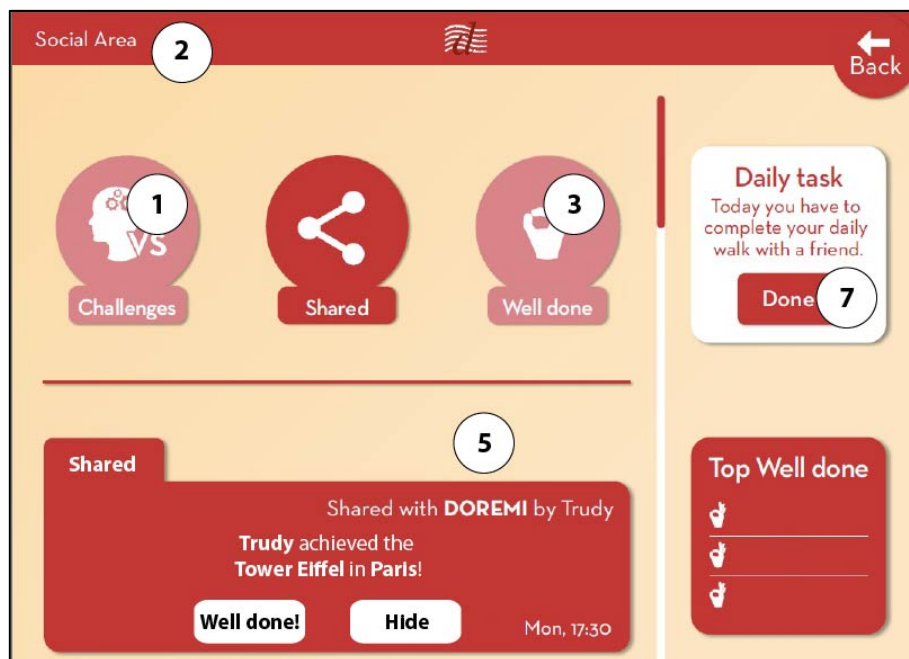 Social Area
2
Back
1
VS
3
Challenges
Shared
Well done
Daily task
Today you have to
complete your daily
walk with a friend.
Done
7
5
Shared
Shared with DOREMI by Trudy
Trudy achieved the
Tower Eiffel in Paris!
Well done!
Hide
Mon, 17:30
Top Well done